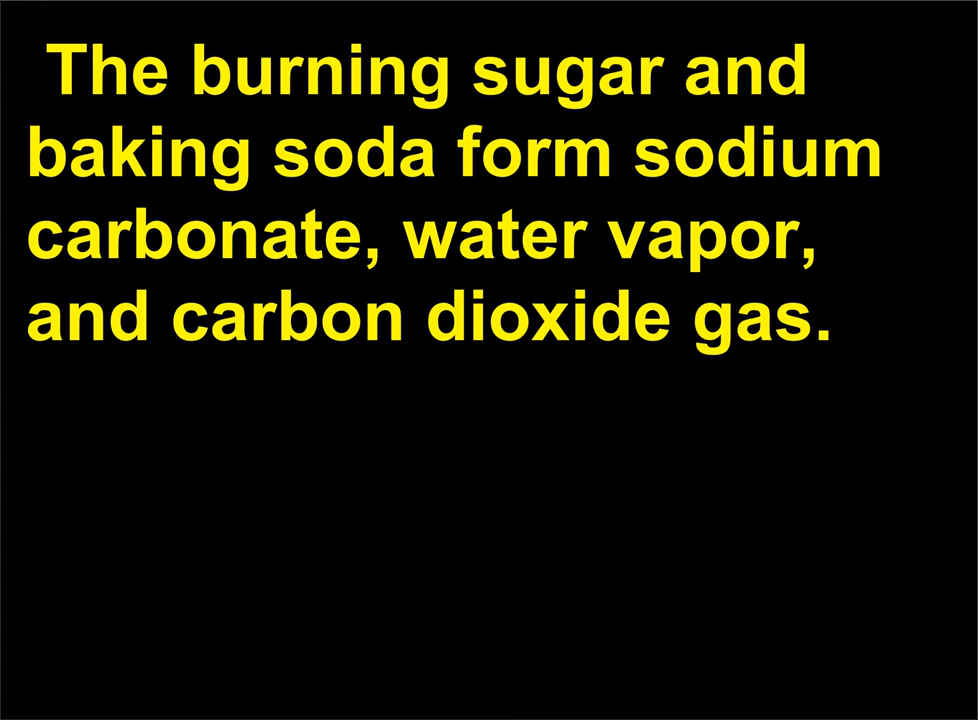 The burning sugar and
baking soda form sodium
carbonate, water vapor,
and carbon dioxide gas.